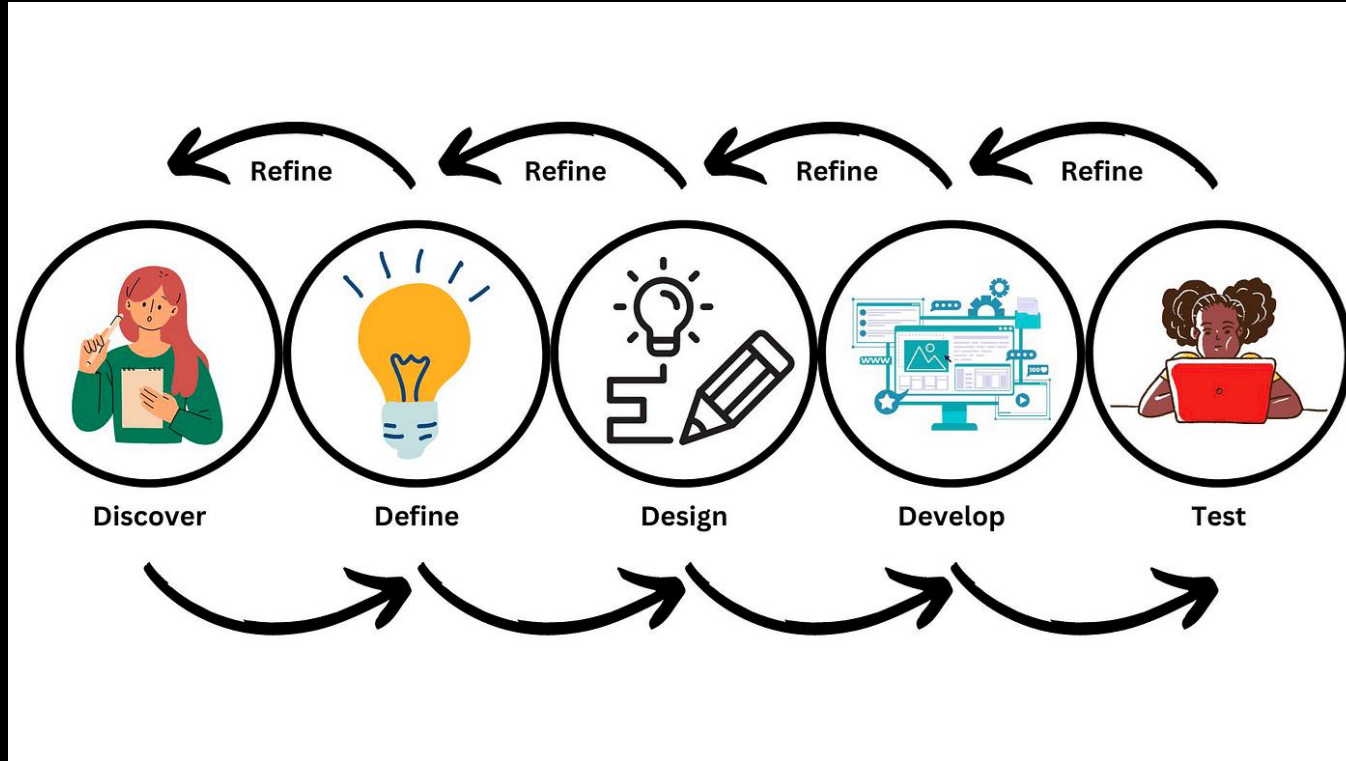 Refine
Refine
Refine
Refine
Discover
Define
Design
Develop
Test